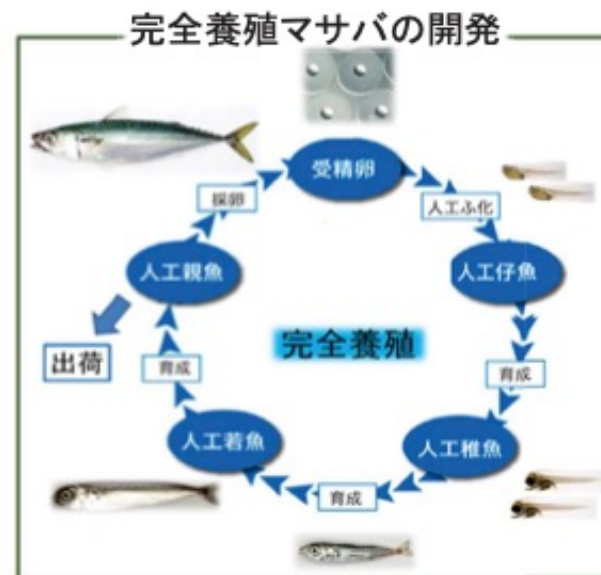 完全養殖マサバの開発
受精卵
採卵
人工ふ化
人工親魚
人工仔魚
完全養殖
出荷
育成
育成
人工若魚
人工稚魚
育成